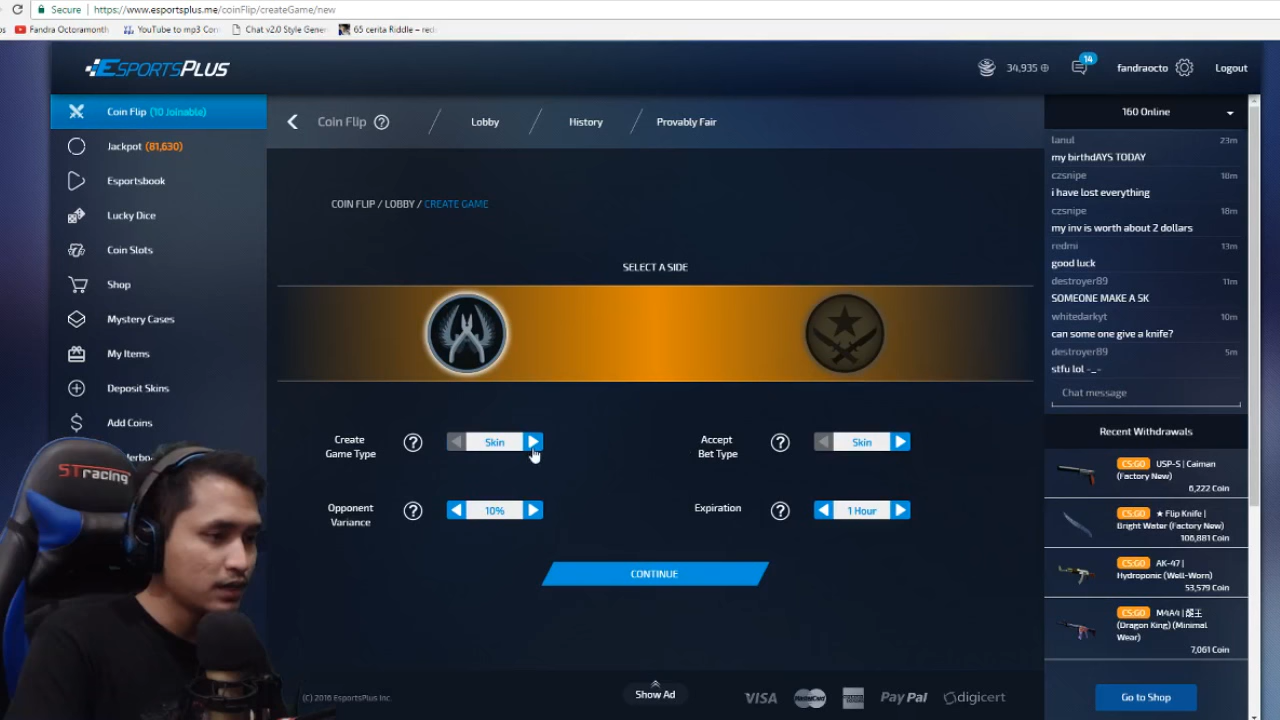 Secure
https://www.esportsplus.me/coinFlip/createGame/new
Fandra Octoramonth
YouTube to mp3 Con
Chat v2.0 Style Gener
65 cerita Riddle – red
ESPORTSPLUS
34,935
14
fandraocto
Logout
Coin Flip (10 Joinable)
Jackpot (81,630)
Esportsbook
Lucky Dice
Coin Slots
Shop
Mystery Cases
My Items
Deposit Skins
Add Coins
Coin Flip
Lobby
History
Provably Fair
COIN FLIP / LOBBY / CREATE GAME
SELECT A SIDE
Create
Game Type
Skin
Accept
Bet Type
Skin
Opponent
Variance
10%
Expiration
1 Hour
CONTINUE
160 Online
lanul 23m
my birthdAYS TODAY
czsnipe 18m
i have lost everything
czsnipe 18m
my inv is worth about 2 dollars
redmi 13m
good luck
destroyer89 11m
SOMEONE MAKE A 5K
whitedarkyt 10m
can some one give a knife?
destroyer89 5m
stfu lol -_-
Chat message
Recent Withdrawals
CS:GO USP-S | Caiman
(Factory New)
6,222 Coin
CS:GO ★ Flip Knife |
Bright Water (Factory New)
106,881 Coin
CS:GO AK-47 |
Hydroponic (Well-Worn)
53,579 Coin
CS:GO M4A4 | 龍王
(Dragon King) (Minimal
Wear)
7,061 Coin
Go to Shop
(C) 2016 EsportsPlus Inc.
Show Ad
VISA
PayPal
digicert
STracing